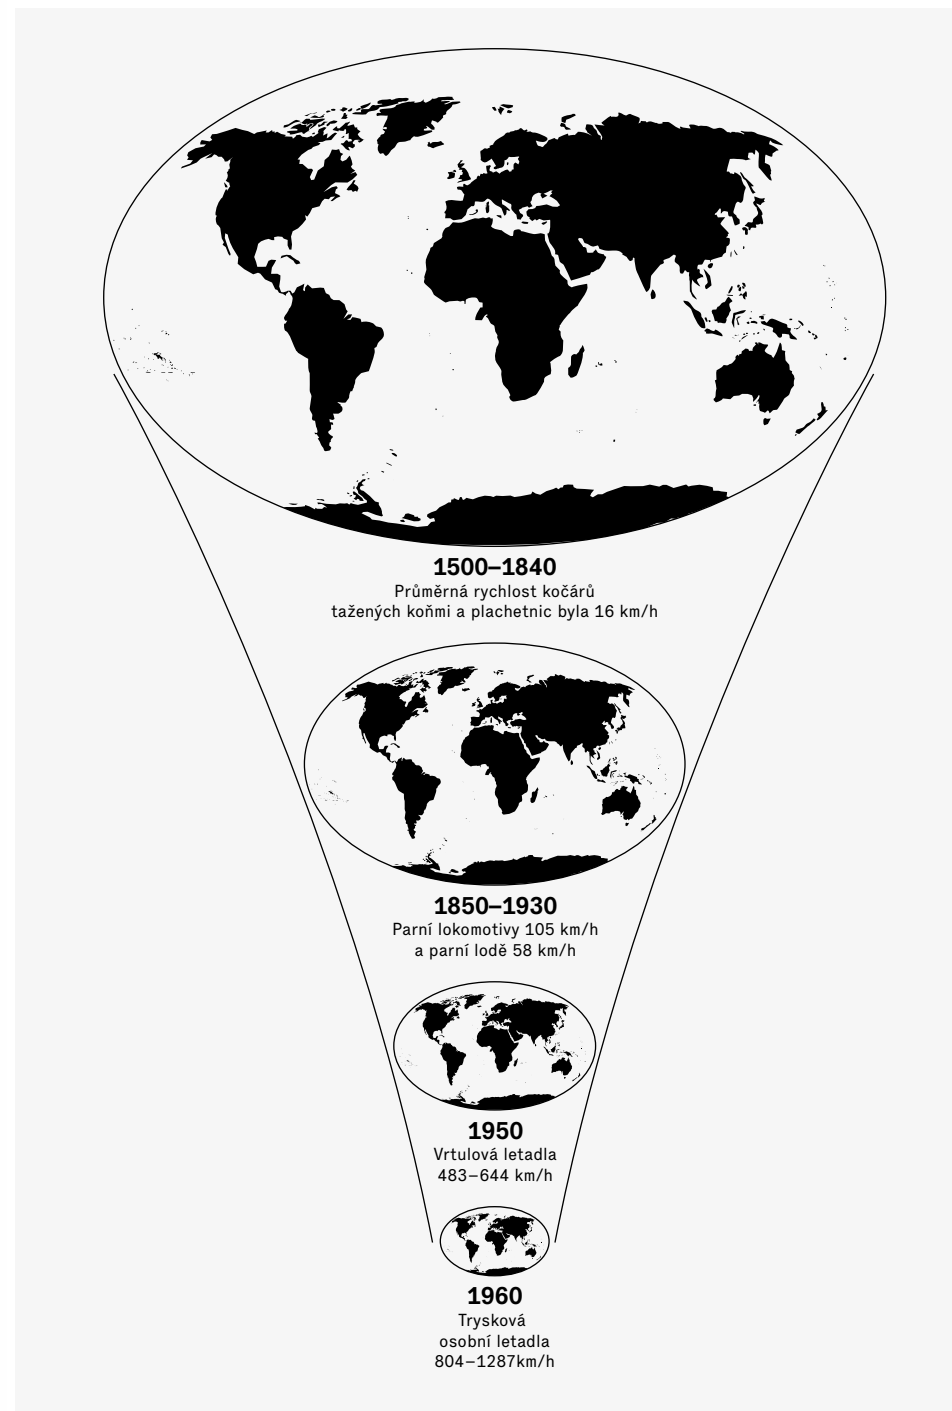 1500–1840
Průměrná rychlost kočárů
tažených koňmi a plachetnic byla 16 km/h
1850–1930
Parní lokomotivy 105 km/h
a parní lodě 58 km/h
1950
Vrtulová letadla
483–644 km/h
1960
Trysková
osobní letadla
804–1287km/h